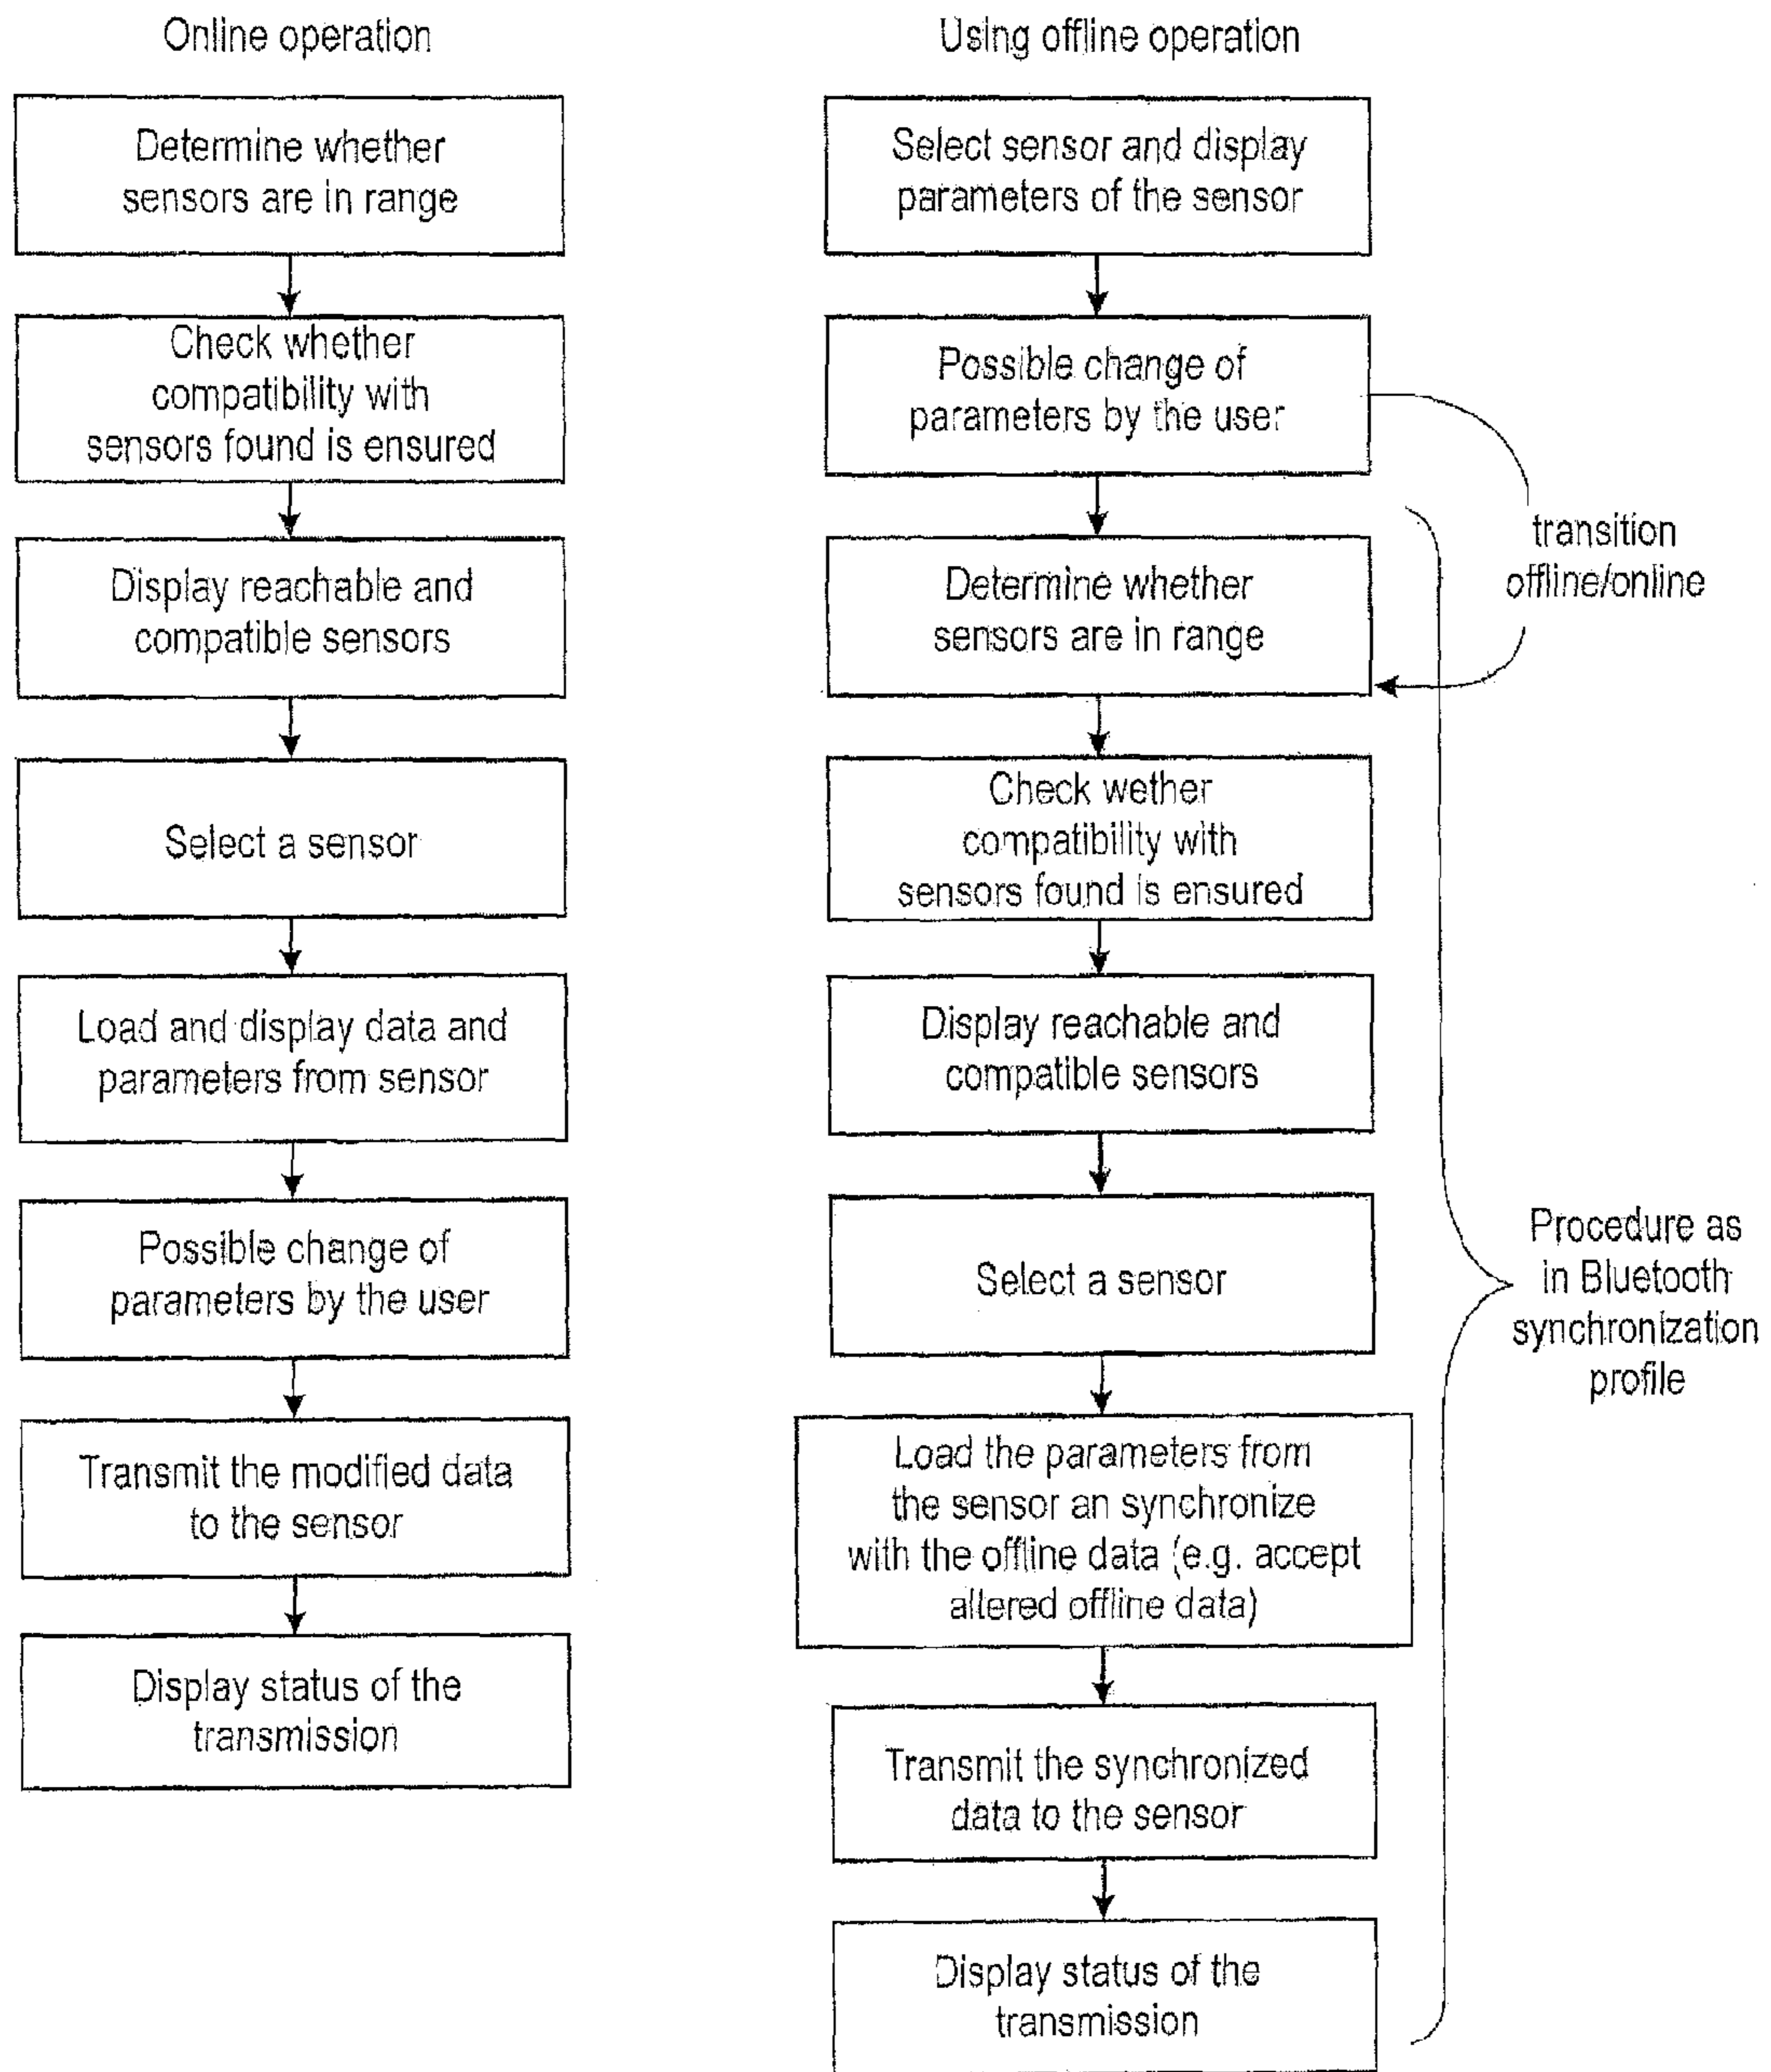 Online operation
Determine whether
sensors are in range
Check whether
compatibility with
sensors found is ensured
Display reachable and
compatible sensors
Select a sensor
Load and display data and
parameters from sensor
Possible change of
parameters by the user
Transmit the modified data
to the sensor
Display status of the
transmission
Using offline operation
Select sensor and display
parameters of the sensor
Possible change of
parameters by the user
transition
offline/online
Determine whether
sensors are in range
Check wether
compatibility with
sensors found is ensured
Display reachable and
compatible sensors
Select a sensor
Load the parameters from
the sensor an synchronize
with the offline data (e.g. accept
altered offline data)
Transmit the synchronized
data to the sensor
Display status of the
transmission
Procedure as
in Bluetooth
synchronization
profile